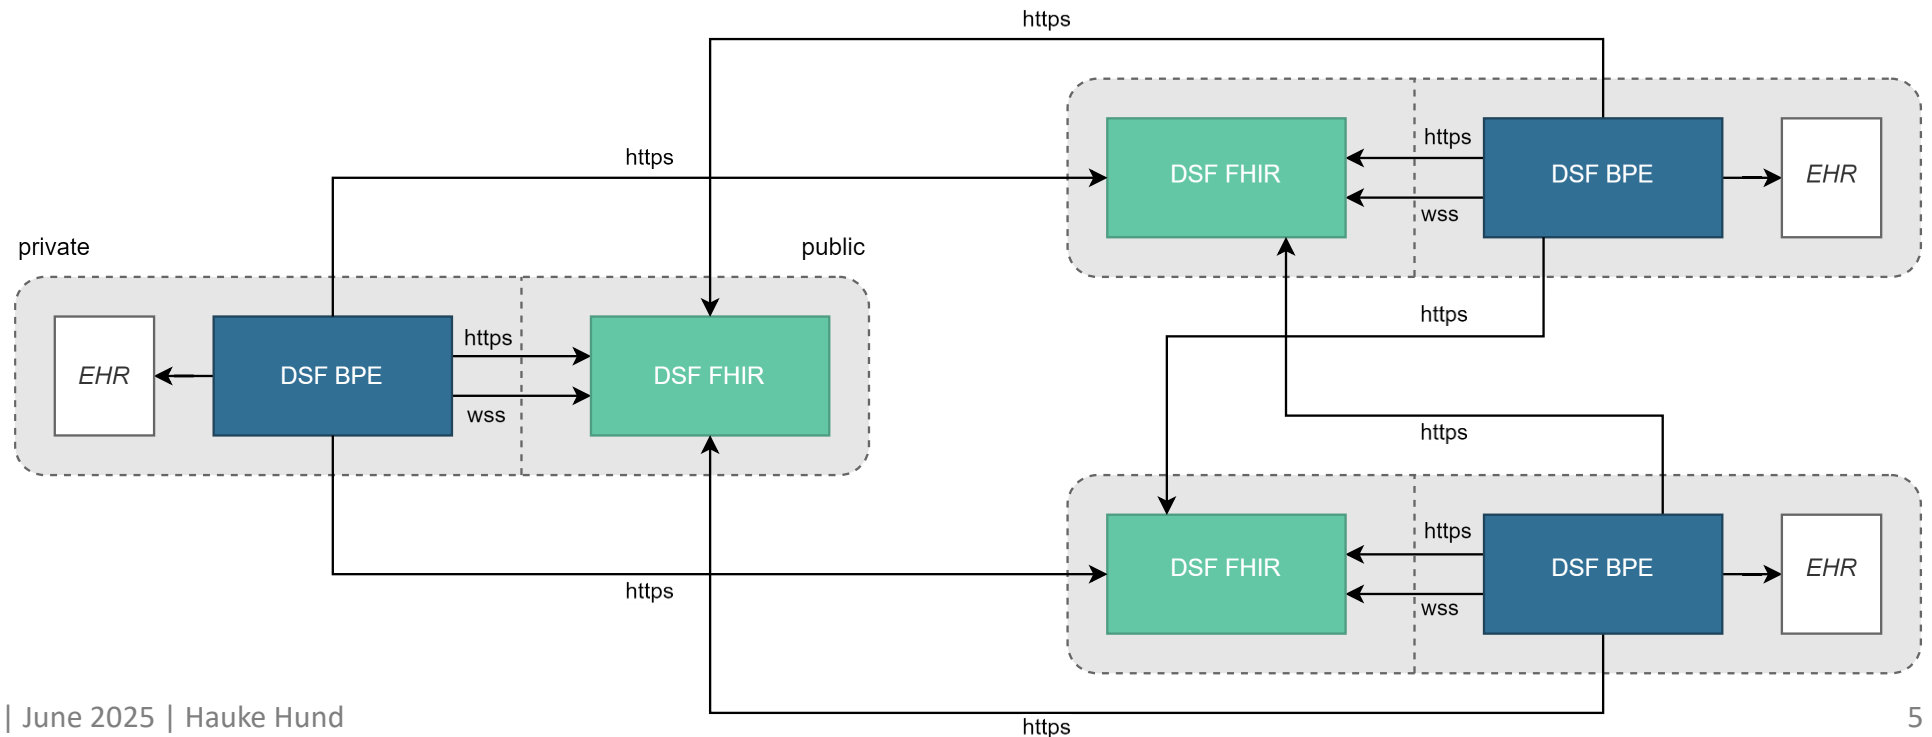 https
https
https
DSF FHIR
DSF BPE
EHR
wss
private
public
https
https
EHR
DSF BPE
DSF FHIR
wss
https
https
DSF FHIR
DSF BPE
EHR
https
wss
| June 2025 | Hauke Hund
5
https